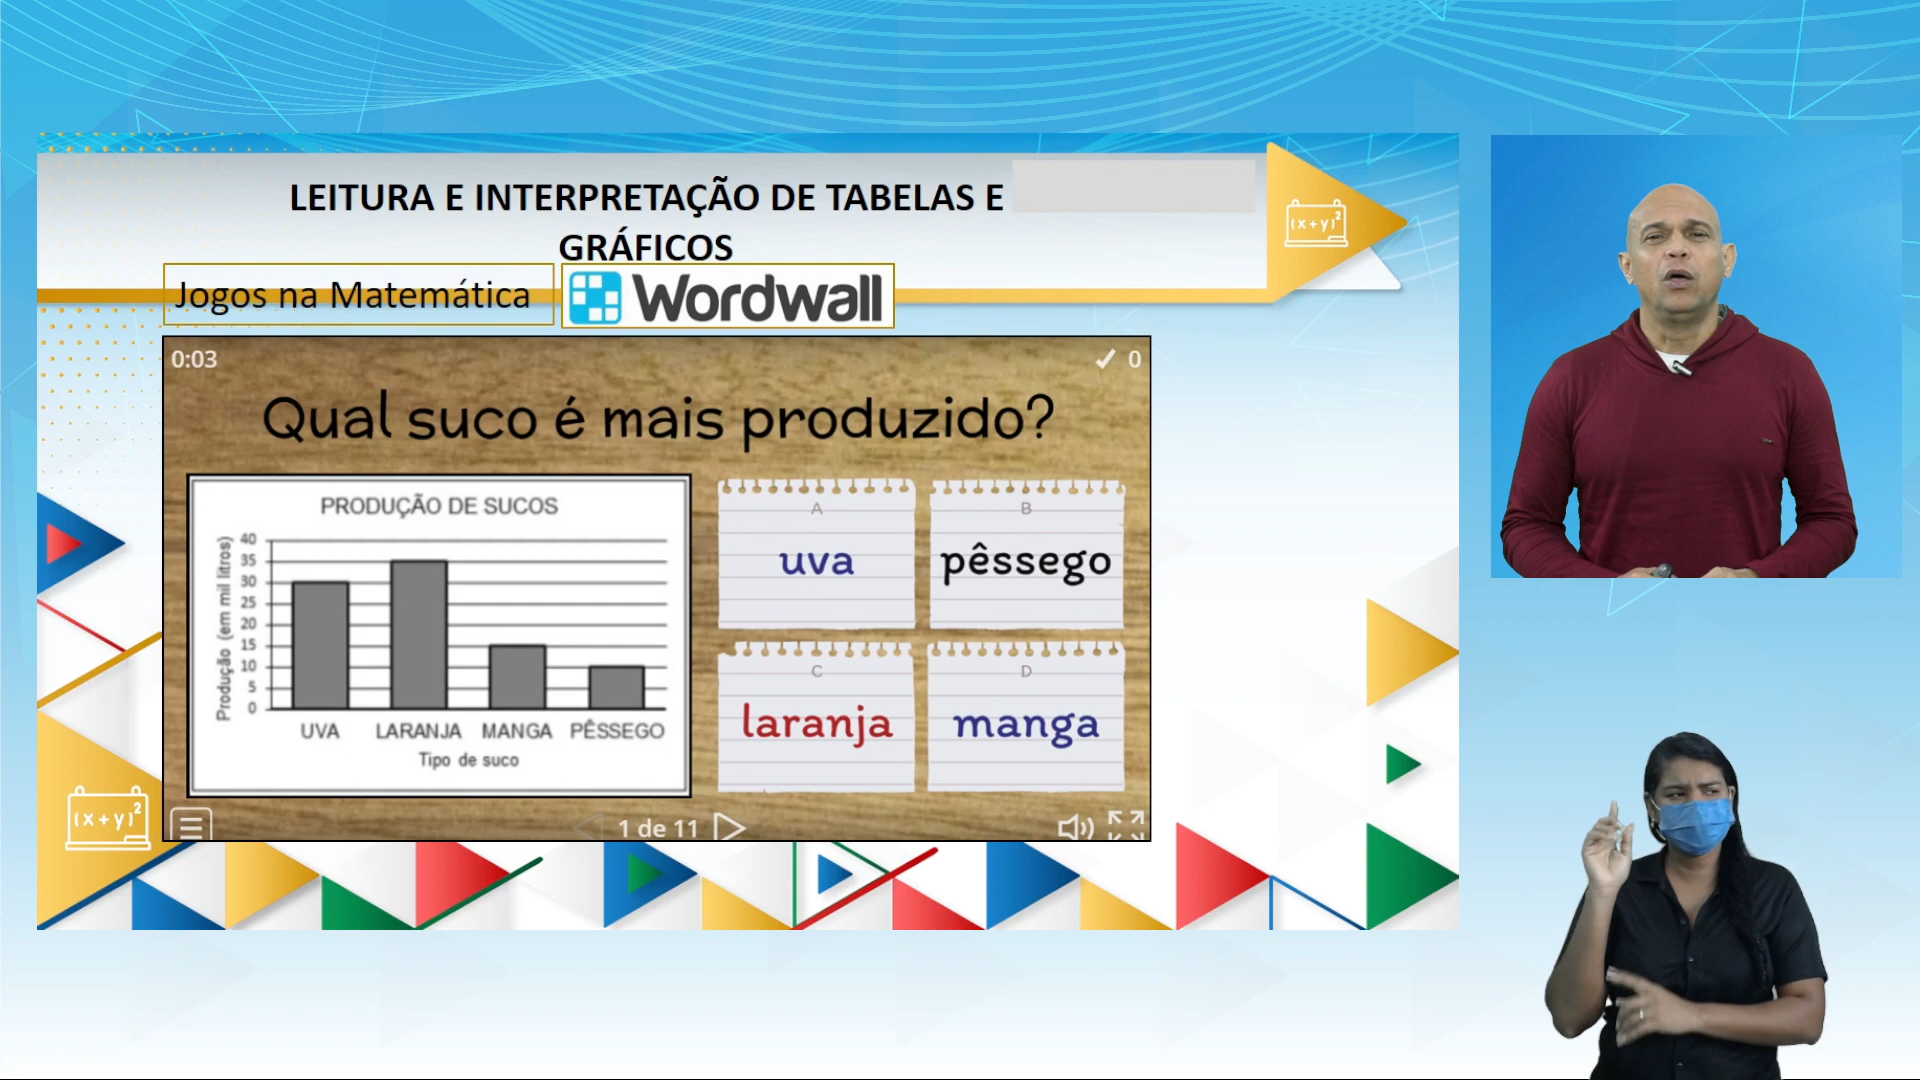 LEITURA E INTERPRETAÇÃO DE TABELAS E
GRÁFICOS
(x+y)²
Jogos na Matemática
Wordwall
0:03
0
Qual suco é mais produzido?
PRODUÇÃO DE SUCOS
Produção (em mil litros)
40
35
30
25
20
15
10
5
0
UVA LARANJA MANGA PÊSSEGO
Tipo de suco
A
uva
B
pêssego
C
laranja
D
manga
1 de 11
(x+y)²